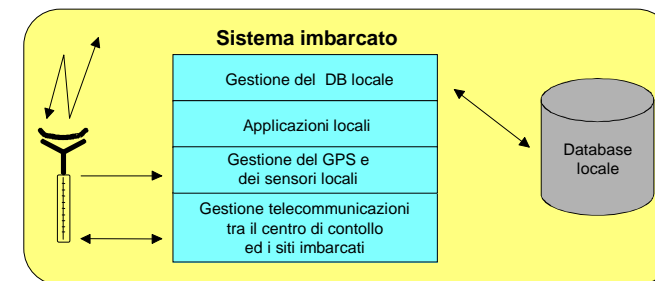 Sistema imbarcato
Gestione del DB locale
Applicazioni locali
Gestione del GPS e
dei sensori locali
Gestione telecommunicazioni
tra il centro di contollo
ed i siti imbarcati
Database
locale